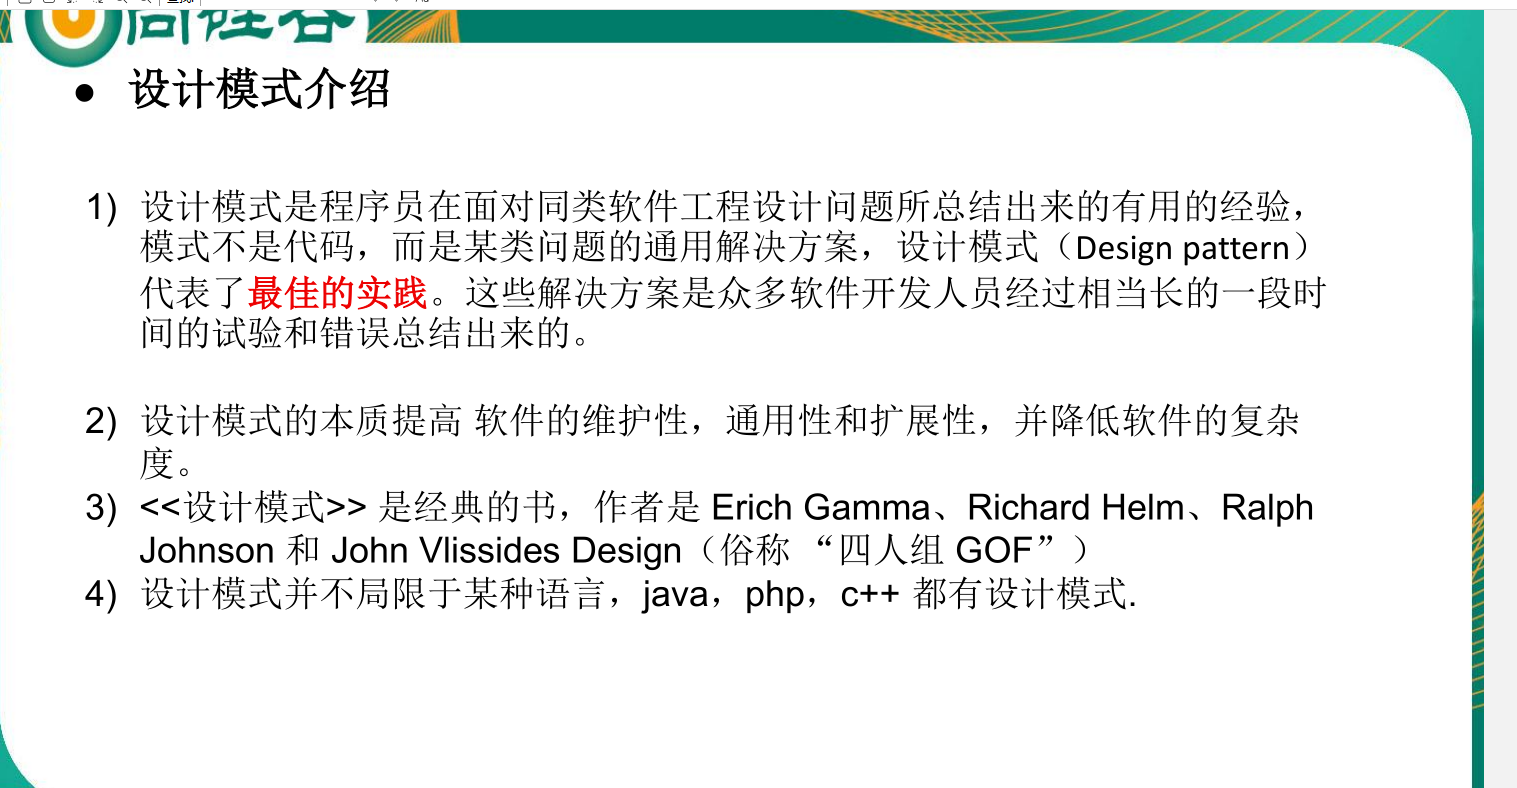 尚硅谷
● 设计模式介绍
1) 设计模式是程序员在面对同类软件工程设计问题所总结出来的有用的经验，
模式不是代码，而是某类问题的通用解决方案，设计模式（Design pattern）
代表了最佳的实践。这些解决方案是众多软件开发人员经过相当长的一段时
间的试验和错误总结出来的。
2) 设计模式的本质提高 软件的维护性，通用性和扩展性，并降低软件的复杂
度。
3) <<设计模式>> 是经典的书，作者是 Erich Gamma、Richard Helm、Ralph
Johnson 和 John Vlissides Design（俗称 “四人组 GOF”）
4) 设计模式并不局限于某种语言，java，php，c++ 都有设计模式.